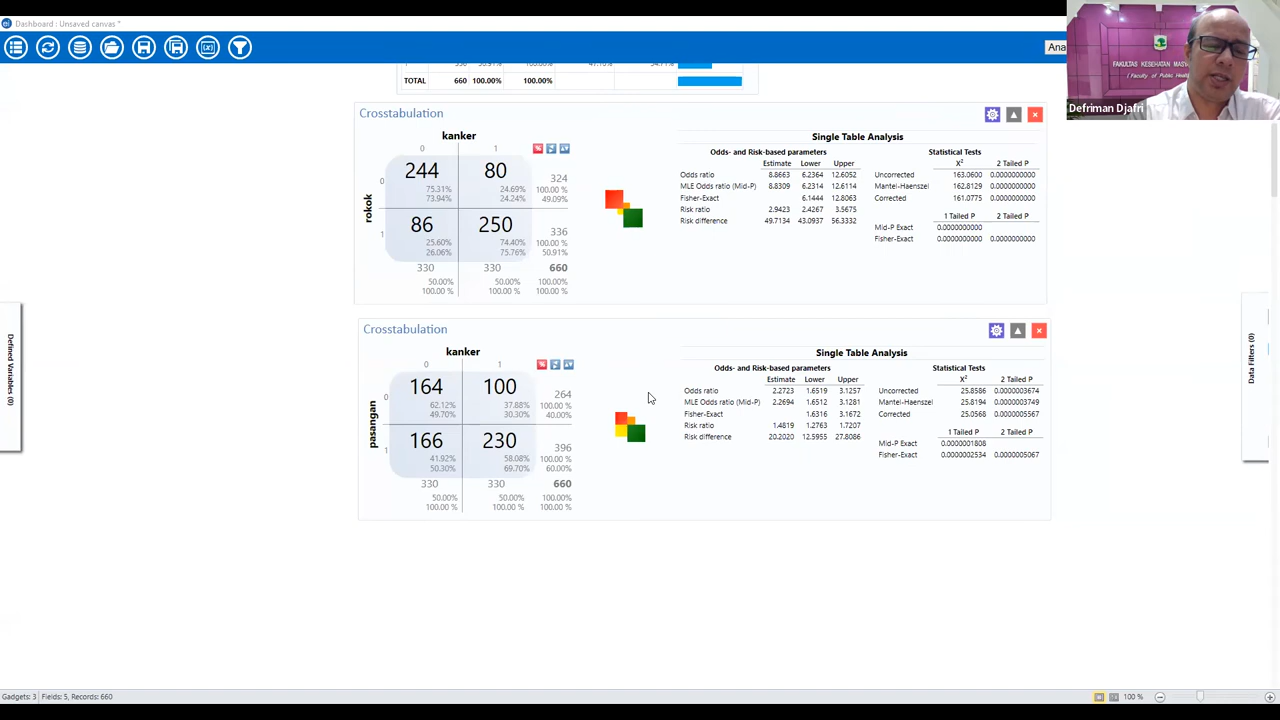 Dashboard : Unsaved canvas *
Ana
FAKULTAS KESEHATAN MAS
(Faculty of Public Healt
Defriman Djafri
TOTAL 660 100.00% 100.00%
Crosstabulation
kanker
0 1
rokok
0 244 80 324
75.31% 24.69% 100.00 %
73.94% 24.24% 49.09%
1 86 250 336
25.60% 74.40% 100.00 %
26.06% 75.76% 50.91%
330 330 660
50.00% 50.00% 100.00%
100.00 % 100.00 % 100.00 %
Single Table Analysis
Odds- and Risk-based parameters
Estimate Lower Upper
Odds ratio 8.8663 6.2364 12.6052
MLE Odds ratio (Mid-P) 8.8309 6.2314 12.6114
Fisher-Exact 6.1444 12.8063
Risk ratio 2.9423 2.4267 3.5675
Risk difference 49.7134 43.0937 56.3332
Statistical Tests
X² 2 Tailed P
Uncorrected 163.0600 0.0000000000
Mantel-Haenszel 162.8129 0.0000000000
Corrected 161.0775 0.0000000000
1 Tailed P 2 Tailed P
Mid-P Exact 0.0000000000
Fisher-Exact 0.0000000000 0.0000000000
Crosstabulation
kanker
0 1
pasangan
0 164 100 264
62.12% 37.88% 100.00 %
49.70% 30.30% 40.00%
1 166 230 396
41.92% 58.08% 100.00 %
50.30% 69.70% 60.00%
330 330 660
50.00% 50.00% 100.00%
100.00 % 100.00 % 100.00 %
Single Table Analysis
Odds- and Risk-based parameters
Estimate Lower Upper
Odds ratio 2.2723 1.6519 3.1257
MLE Odds ratio (Mid-P) 2.2694 1.6512 3.1281
Fisher-Exact 1.6316 3.1672
Risk ratio 1.4819 1.2763 1.7207
Risk difference 20.2020 12.5955 27.8086
Statistical Tests
X² 2 Tailed P
Uncorrected 25.8586 0.0000003674
Mantel-Haenszel 25.8194 0.0000003749
Corrected 25.0568 0.0000005567
1 Tailed P 2 Tailed P
Mid-P Exact 0.0000001808
Fisher-Exact 0.0000002534 0.0000005067
Defined Variables (0)
Data Filters (0)
Gadgets: 3 Fields: 5, Records: 660
100 %